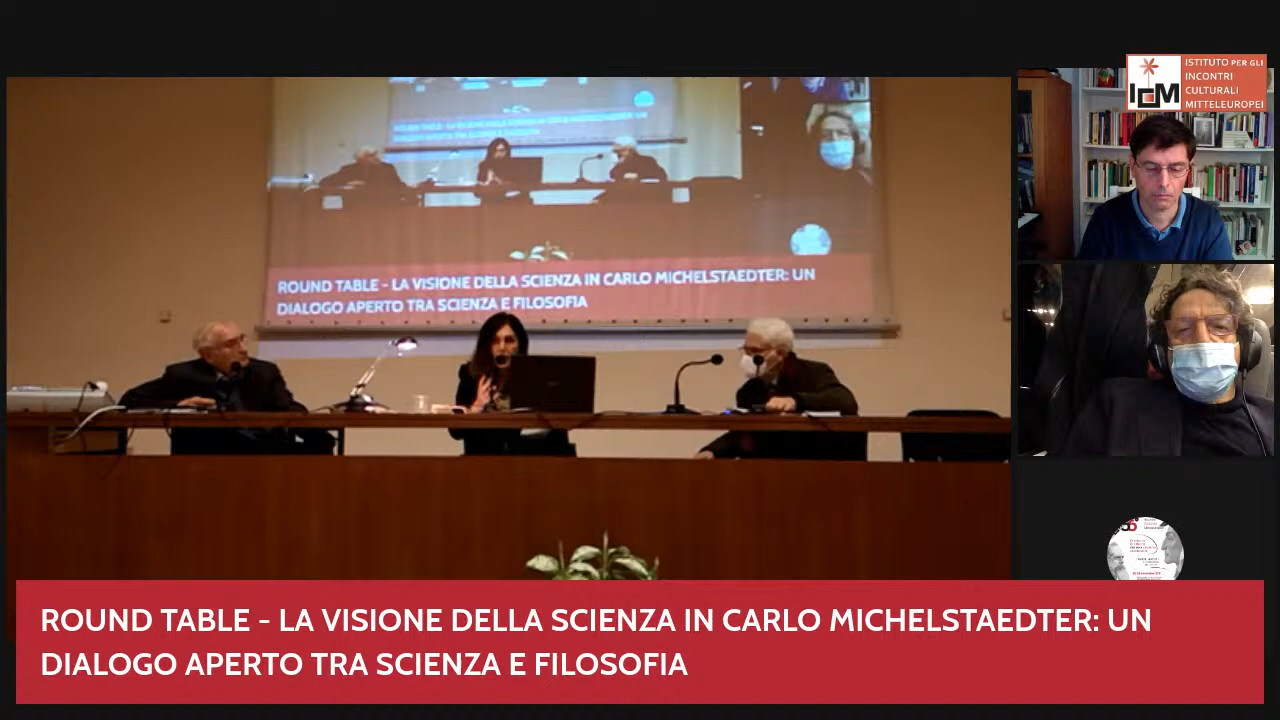 ISTITUTO PER GLI
INCONTRI
CULTURALI
MITTELEUROPEI
ICM
ROUND TABLE - LA VISIONE DELLA SCIENZA IN CARLO MICHELSTAEDTER: UN
DIALOGO APERTO TRA SCIENZA E FILOSOFIA
ROUND TABLE - LA VISIONE DELLA SCIENZA IN CARLO MICHELSTAEDTER: UN
DIALOGO APERTO TRA SCIENZA E FILOSOFIA